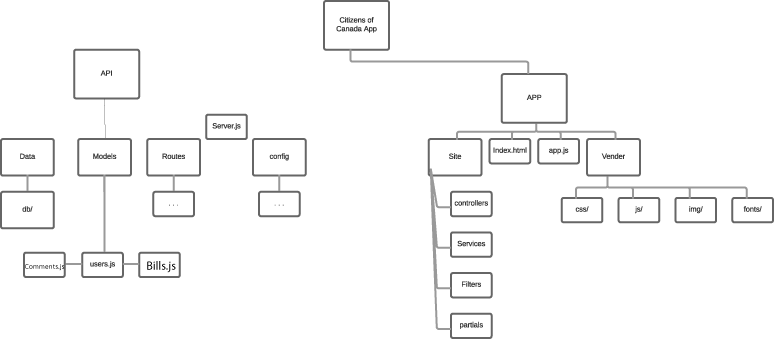 Citizens of
Canada App
API
APP
Server.js
Data
Models
Routes
config
Site
Index.html
app.js
Vender
db/
. . .
. . .
controllers
css/
js/
img/
fonts/
Services
Comments.js
users.js
Bills.js
Filters
partials